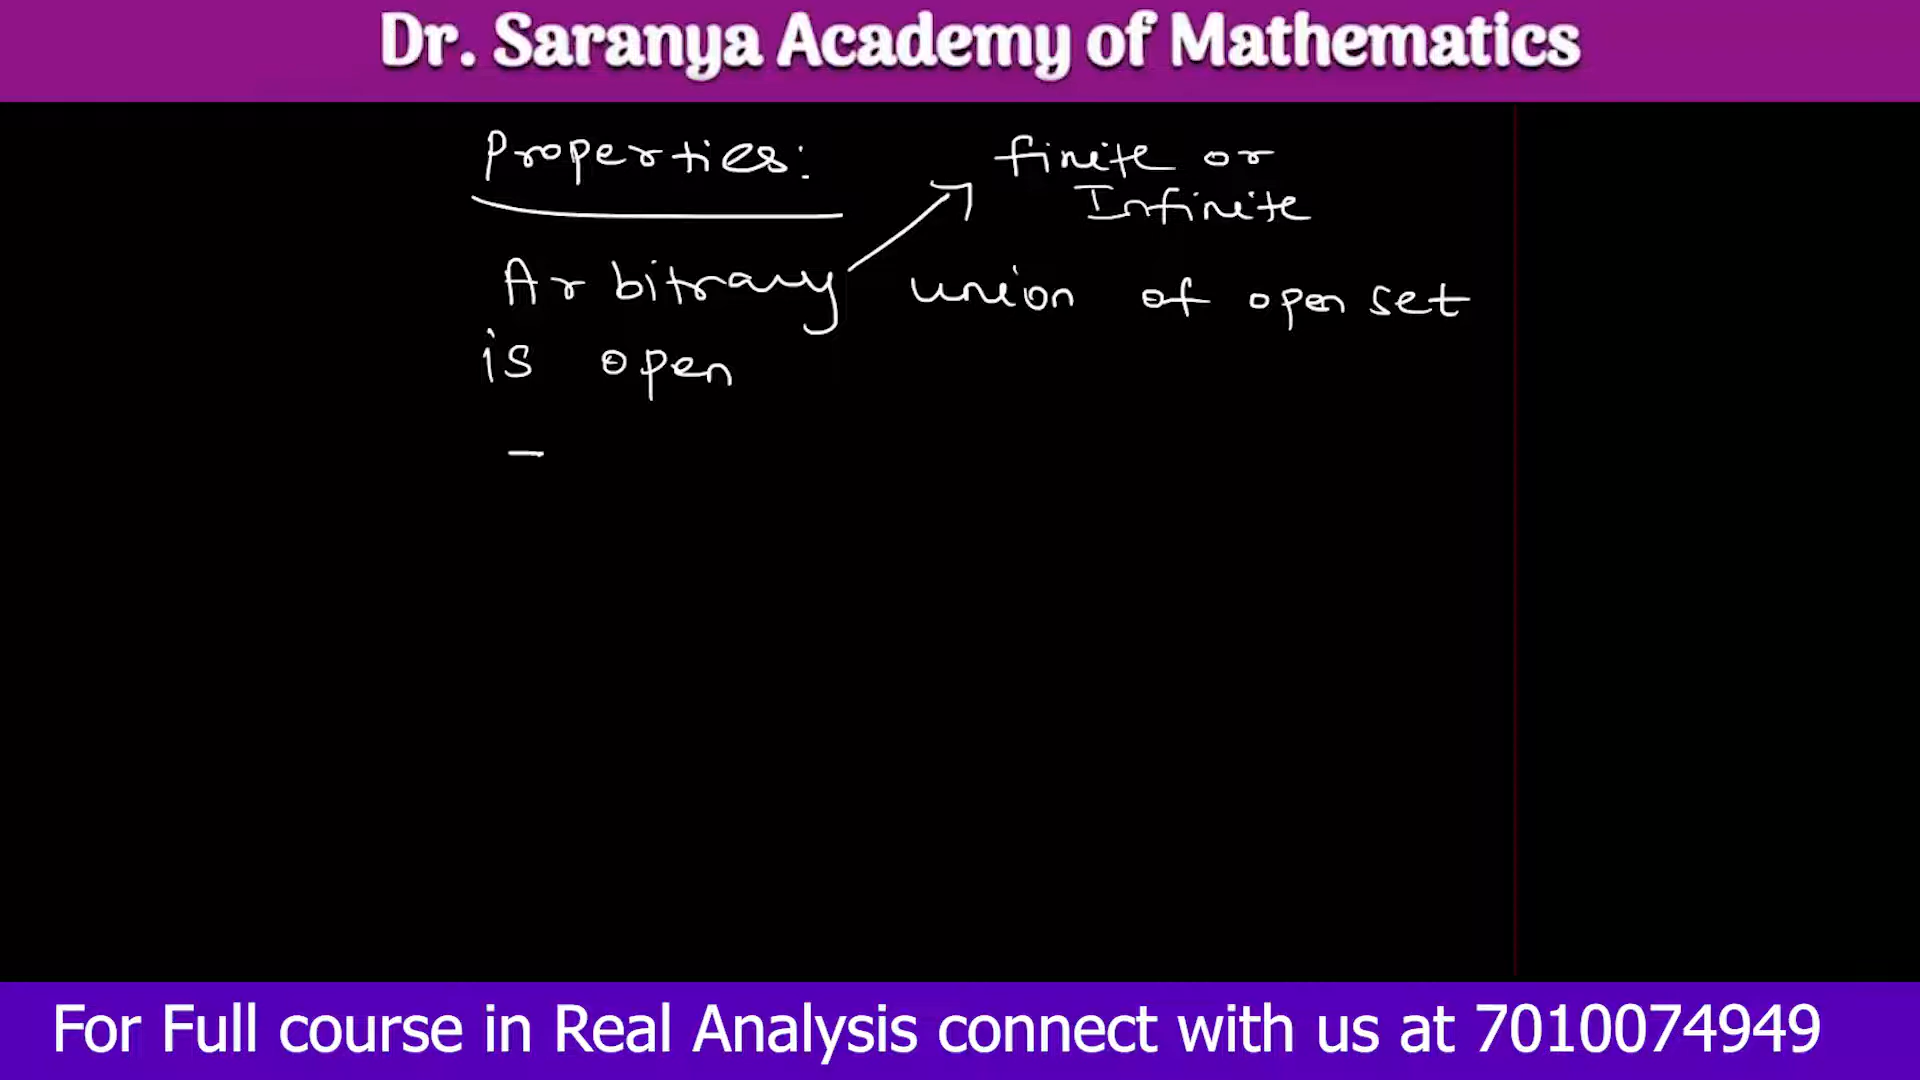 Dr. Saranya Academy of Mathematics
Properties:
finite or
Infinite
Arbitrary union of open set
is open
For Full course in Real Analysis connect with us at 7010074949